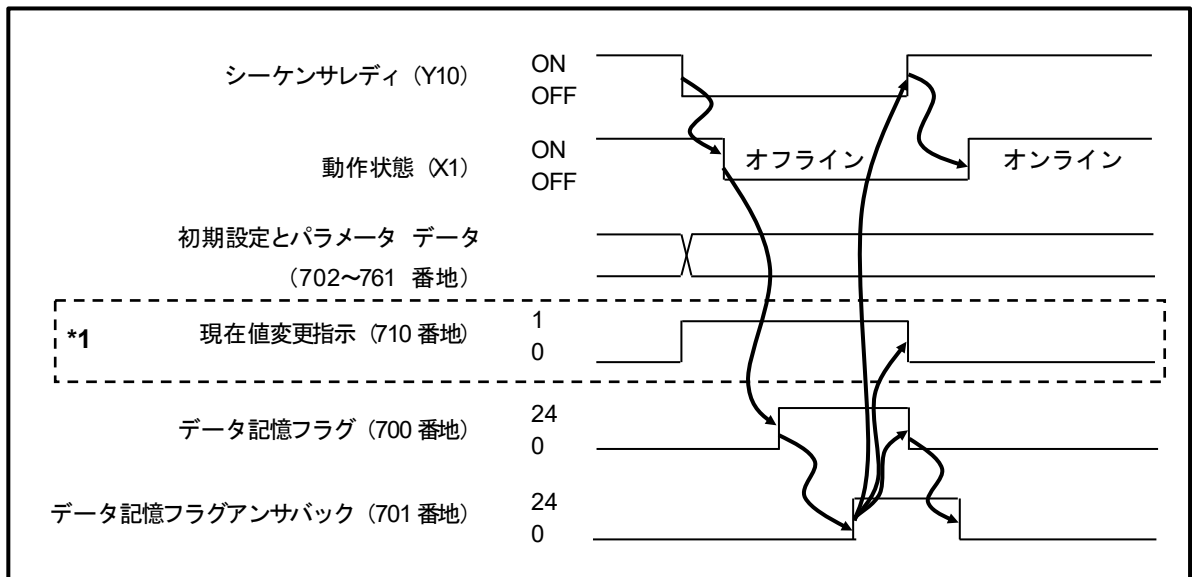 シーケンサレディ（Y10） ON
OFF
動作状態（X1） ON
OFF
オフライン オンライン
初期設定とパラメータ データ
（702～761 番地）
*1 現在値変更指示（710 番地） 1
0
データ記憶フラグ（700 番地） 24
0
データ記憶フラグアンサバック（701 番地） 24
0